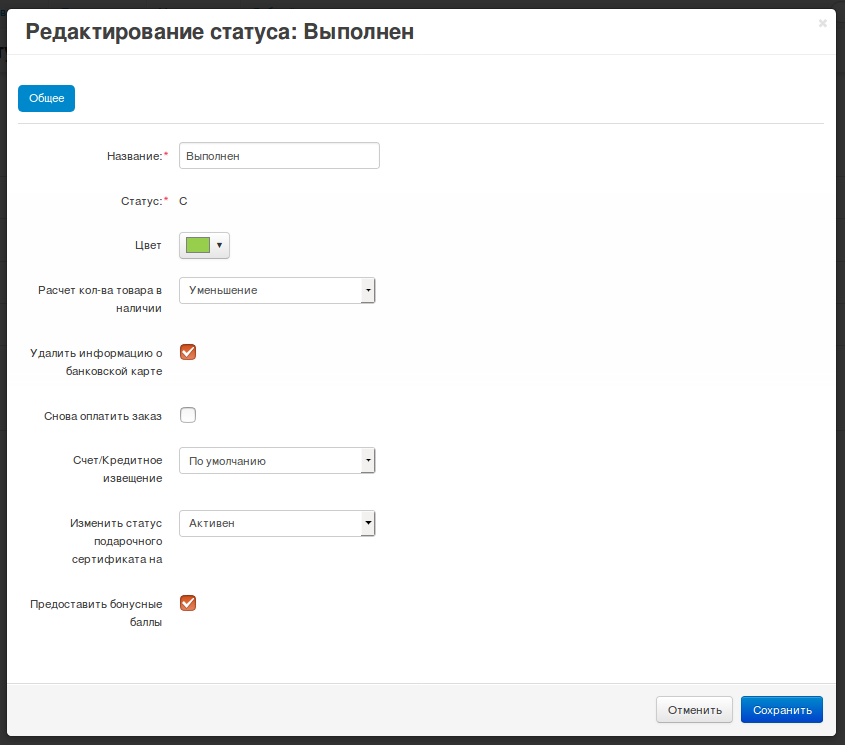 Редактирование статуса: Выполнен
×
Общее
Название:* Выполнен
Статус:* C
Цвет
Расчет кол-ва товара в
наличии
Уменьшение
Удалить информацию о
банковской карте
Снова оплатить заказ
Счет/Кредитное
извещение
По умолчанию
Изменить статус
подарочного
сертификата на
Активен
Предоставить бонусные
баллы
Отменить Сохранить